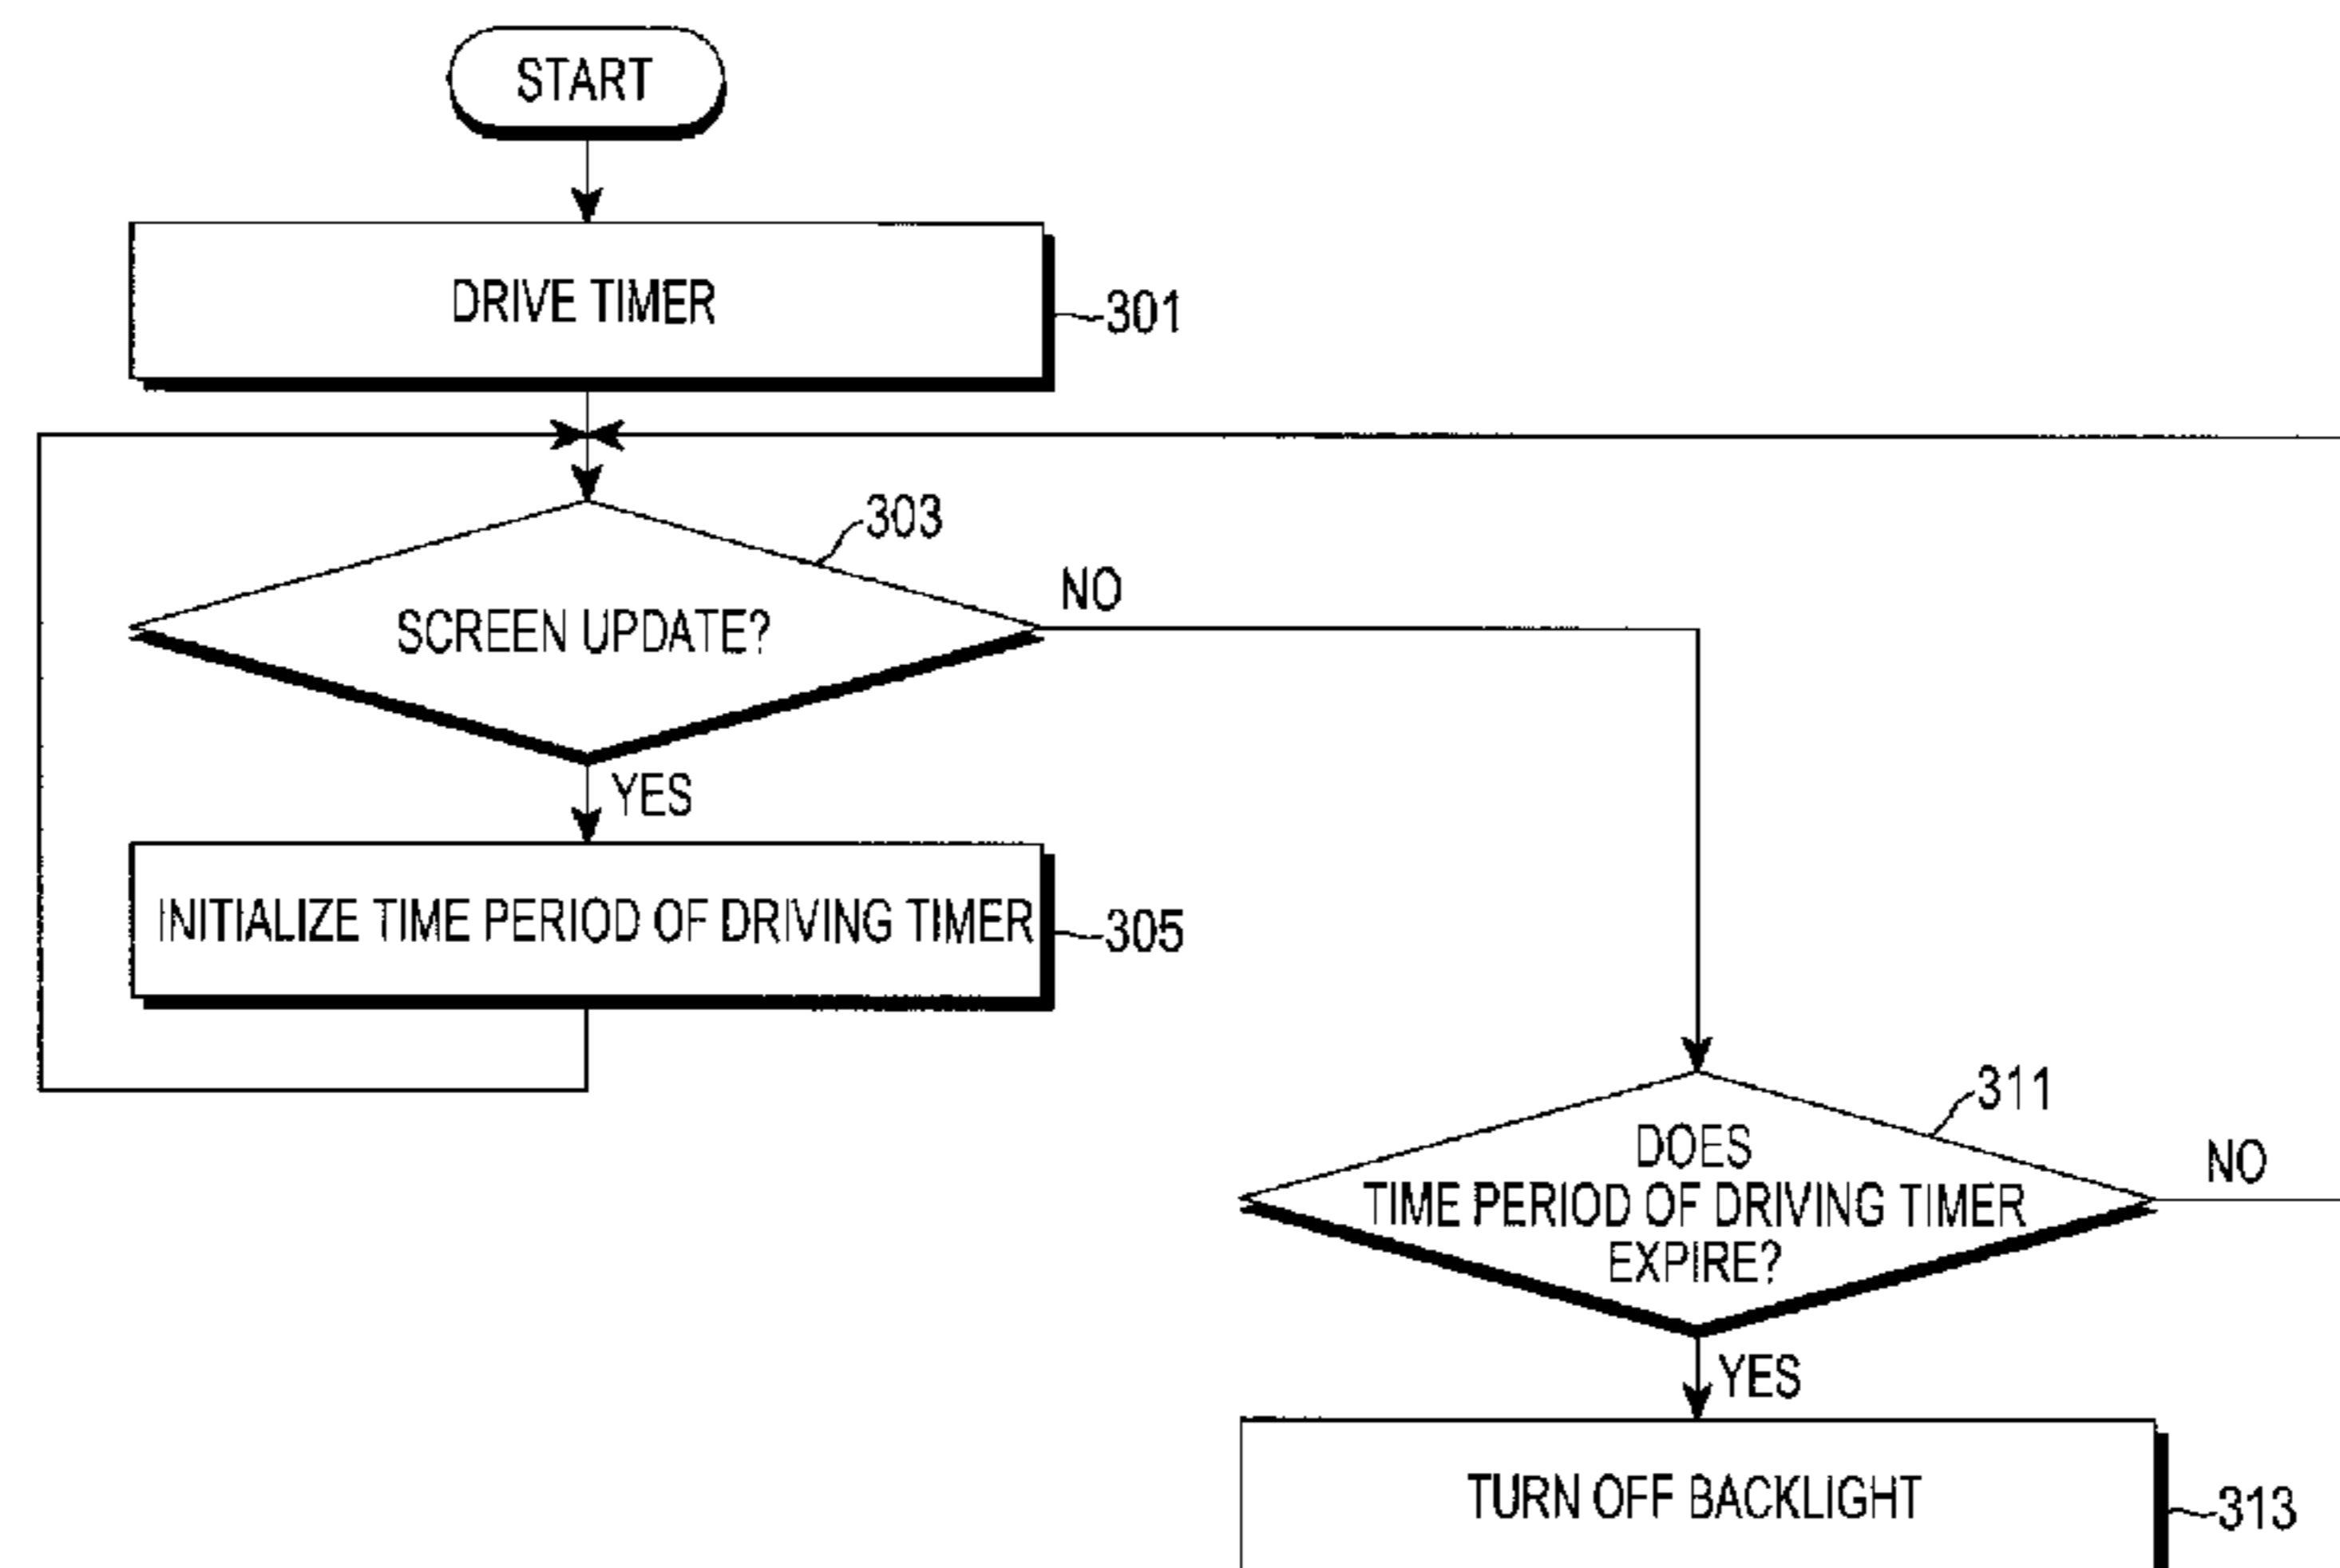 START
DRIVE TIMER
301
303
SCREEN UPDATE?
NO
YES
INITIALIZE TIME PERIOD OF DRIVING TIMER
305
311
DOES
TIME PERIOD OF DRIVING TIMER
EXPIRE?
NO
YES
TURN OFF BACKLIGHT
313